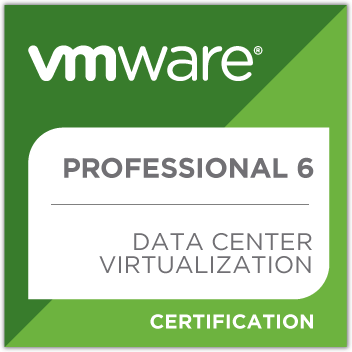 vmware®
PROFESSIONAL 6
DATA CENTER
VIRTUALIZATION
CERTIFICATION